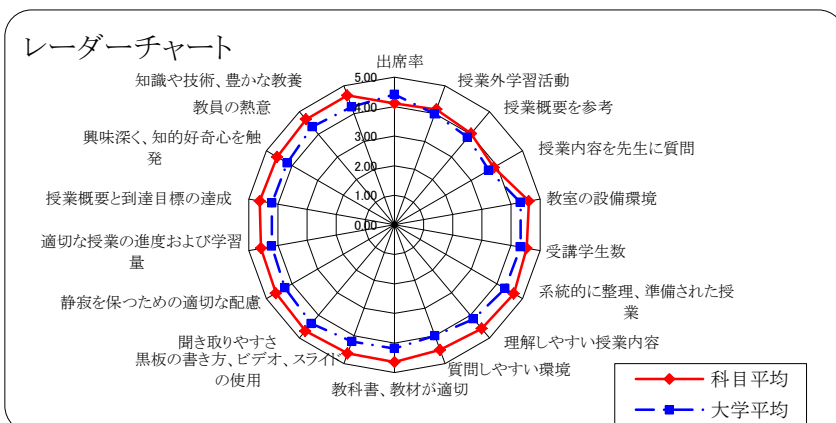 レーダーチャート
出席率
授業外学習活動
授業概要を参考
授業内容を先生に質問
教室の設備環境
受講学生数
系統的に整理、準備された授
業
理解しやすい授業内容
質問しやすい環境
教科書、教材が適切
黒板の書き方、ビデオ、スライド
の使用
聞き取りやすさ
静寂を保つための適切な配慮
適切な授業の進度および学習
量
授業概要と到達目標の達成
興味深く、知的好奇心を触
発
教員の熱意
知識や技術、豊かな教養
5.00
4.00
3.00
2.00
1.00
0.00
科目平均
大学平均